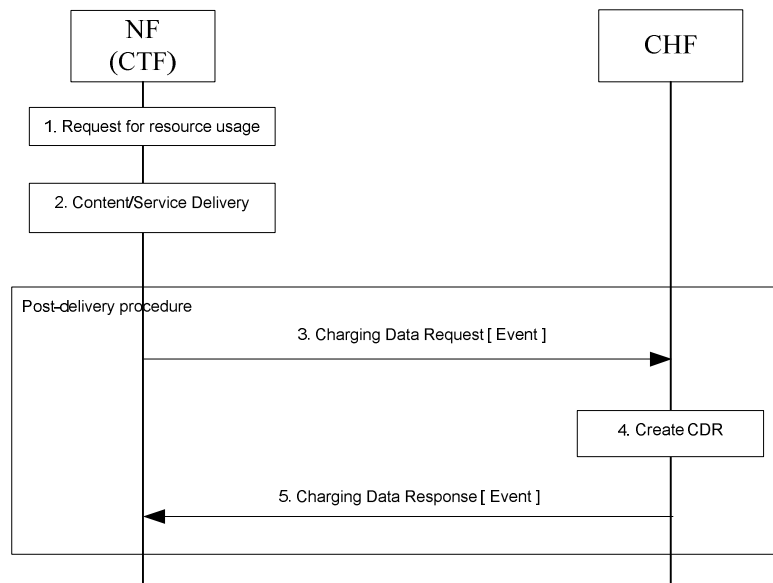 NF
(CTF)
CHF
1. Request for resource usage
2. Content/Service Delivery
Post-delivery procedure
3. Charging Data Request [ Event ]
4. Create CDR
5. Charging Data Response [ Event ]